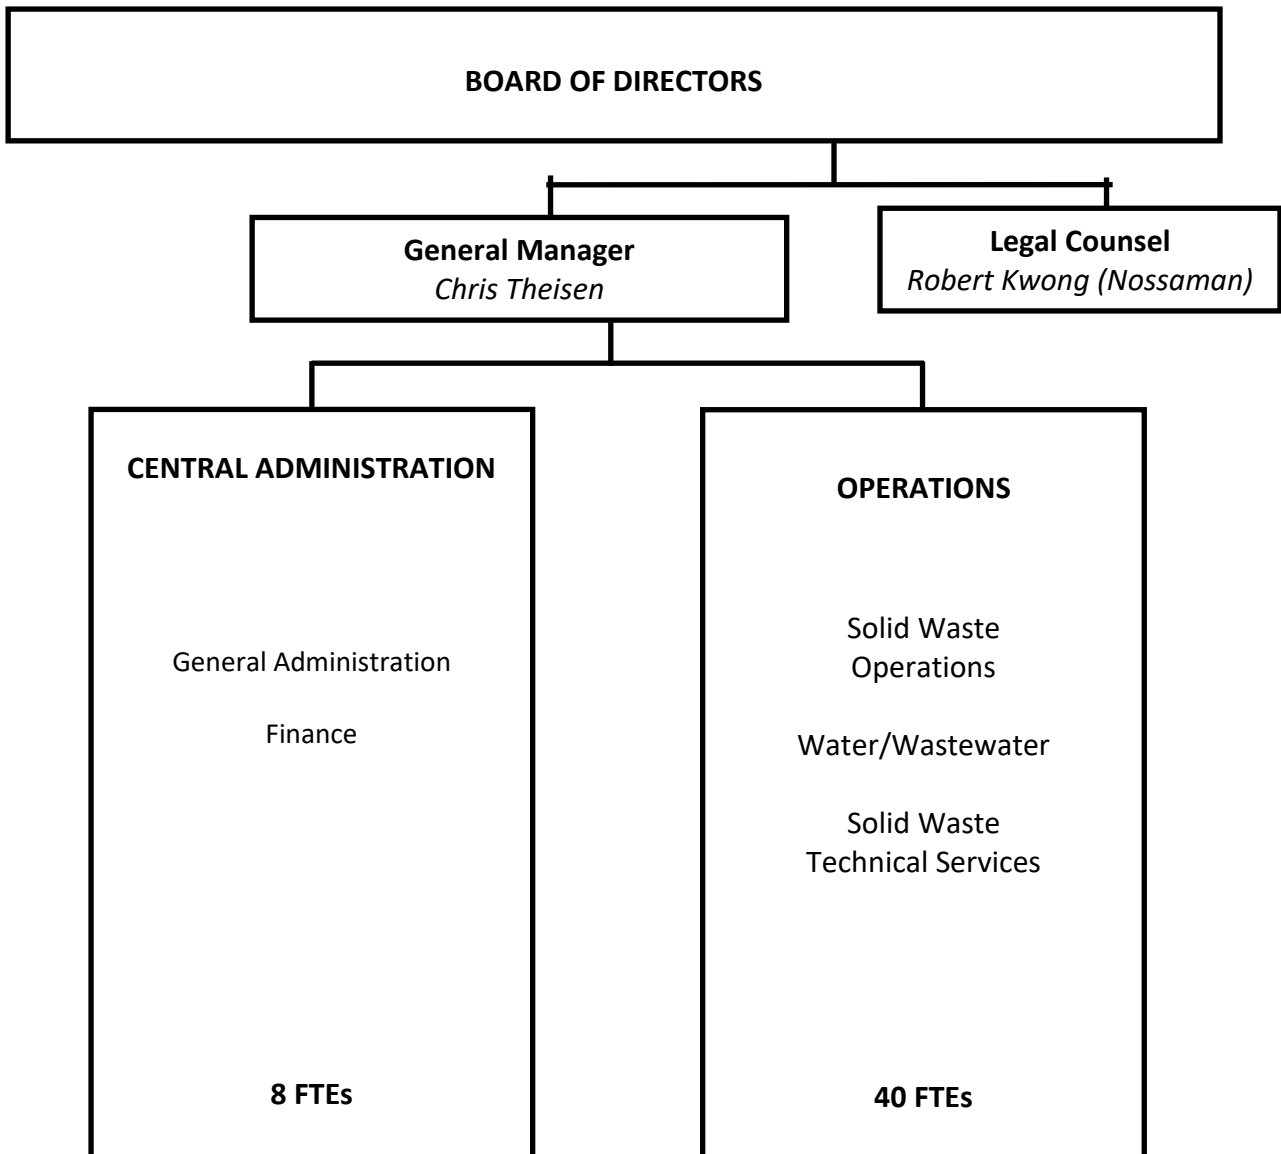 BOARD OF DIRECTORS
General Manager
Chris Theisen
Legal Counsel
Robert Kwong (Nossaman)
CENTRAL ADMINISTRATION
General Administration
Finance
8 FTEs
OPERATIONS
Solid Waste
Operations
Water/Wastewater
Solid Waste
Technical Services
40 FTEs